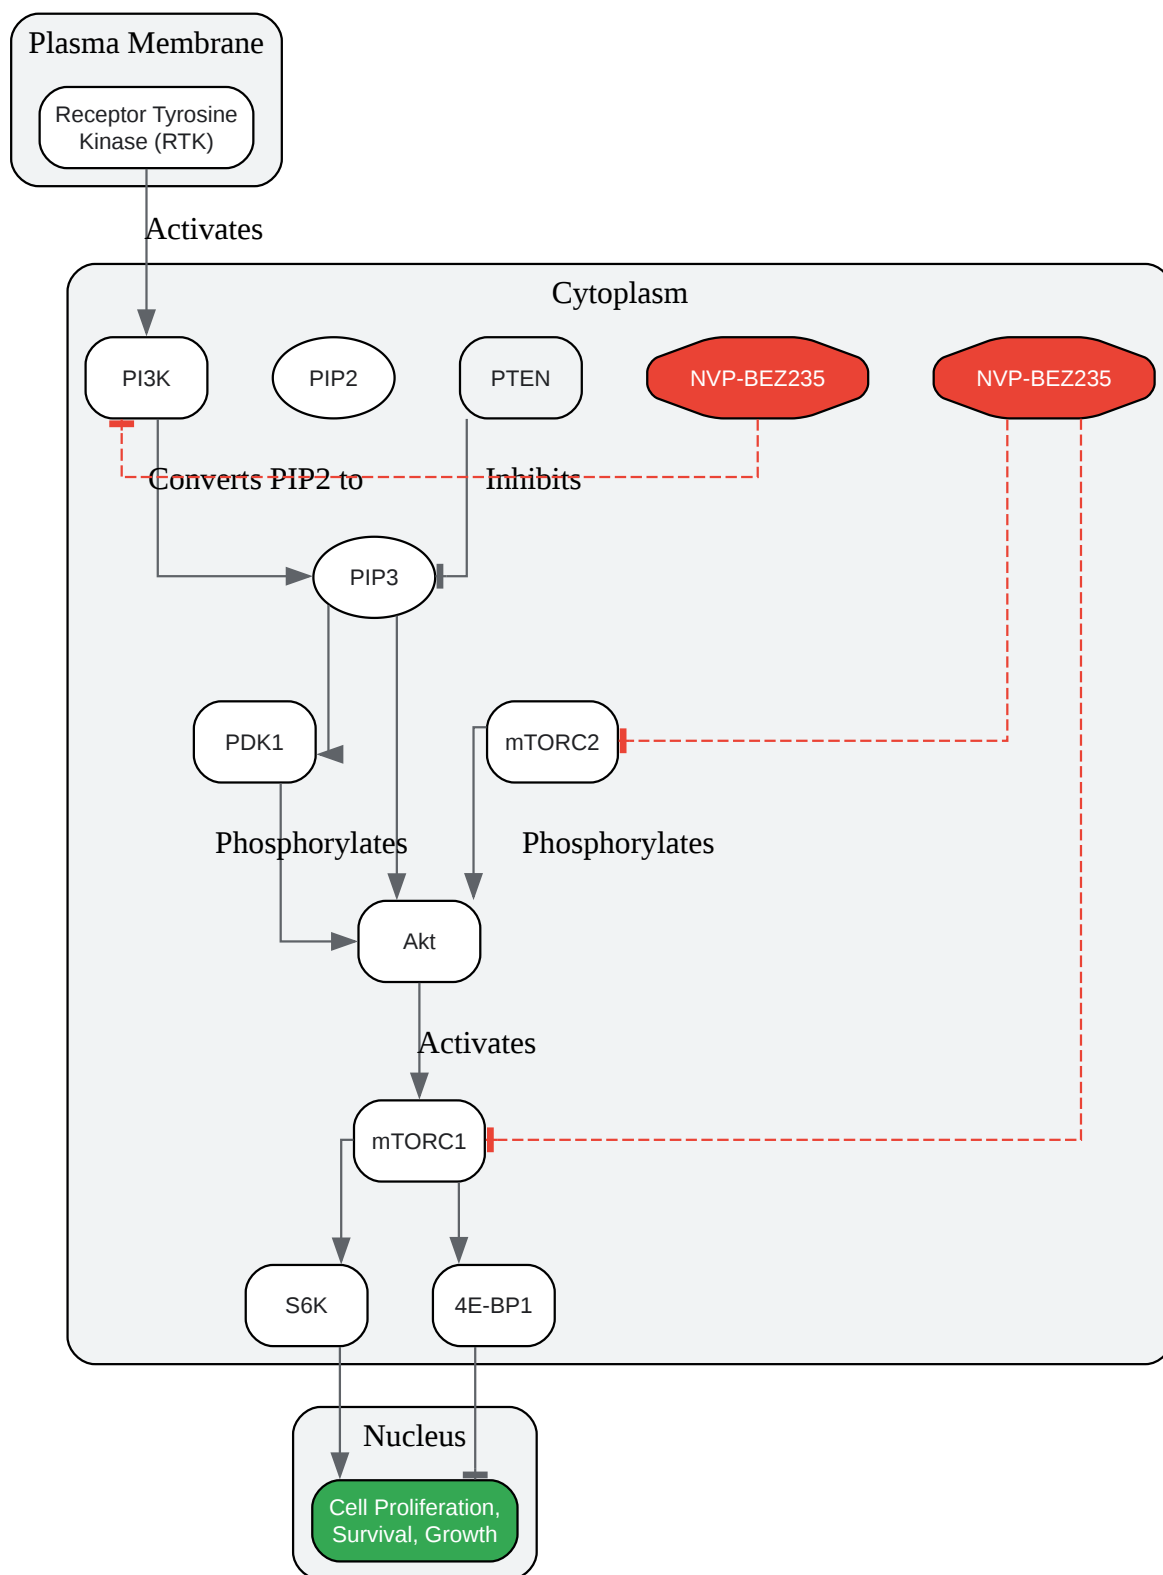 Plasma Membrane
Receptor Tyrosine
Kinase (RTK)
Activates
Cytoplasm
PI3K
PIP2
PTEN
NVP-BEZ235
NVP-BEZ235
Converts PIP2 to
Inhibits
PIP3
PDK1
mTORC2
Phosphorylates
Phosphorylates
Akt
Activates
mTORC1
S6K
4E-BP1
Nucleus
Cell Proliferation,
Survival, Growth